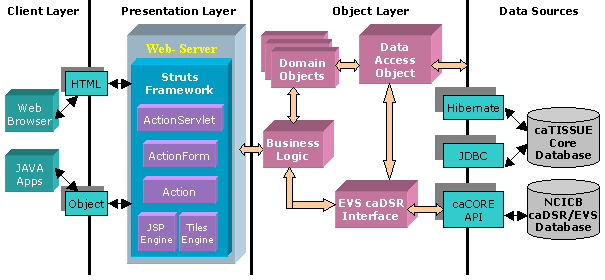 Client Layer
Presentation Layer
Object Layer
Data Sources
Web- Server
HTML
Web
Browser
JAVA
Apps
Object
Struts
Framework
ActionServlet
ActionForm
Action
JSP
Engine
Tiles
Engine
Domain
Objects
Data
Access
Object
Business
Logic
EVS caDSR
Interface
Hibernate
JDBC
caCORE
API
caTISSUE
Core
Database
NCICB
caDSR/EVS
Database